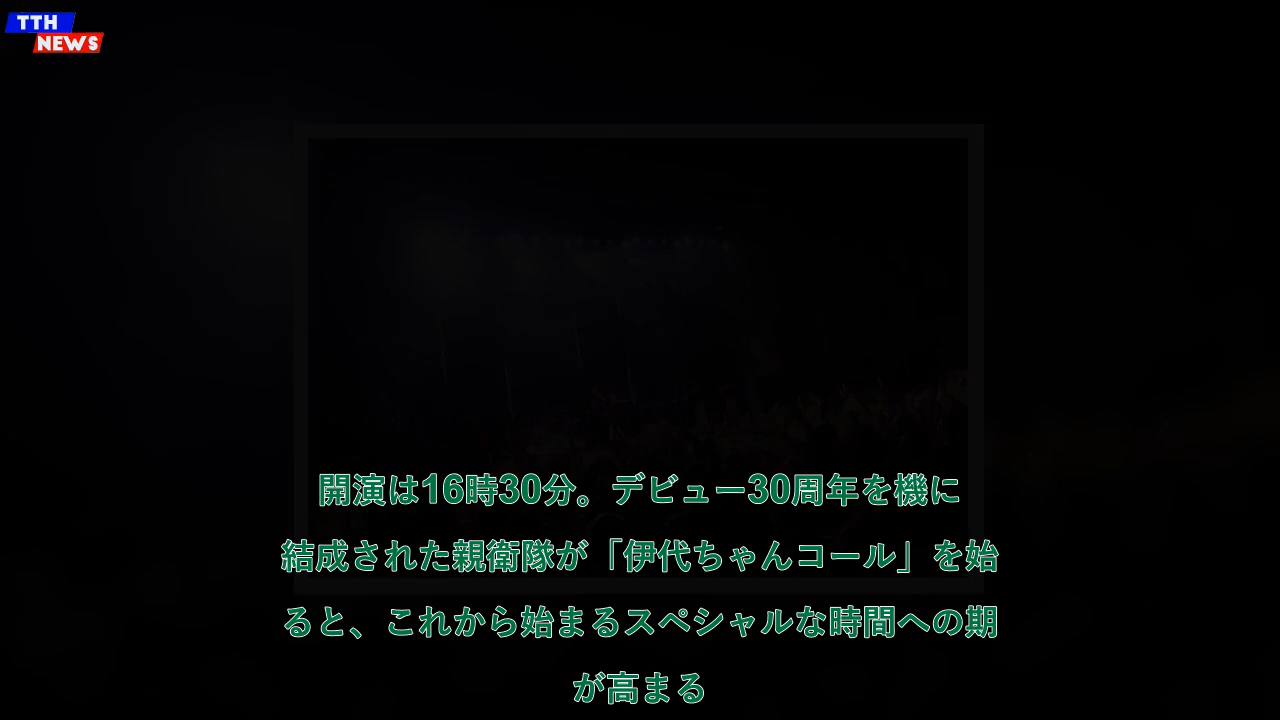 TTH
NEWS
開演は16時30分。デビュー30周年を機に
結成された親衛隊が「伊代ちゃんコール」を始
ると、これから始まるスペシャルな時間への期
が高まる